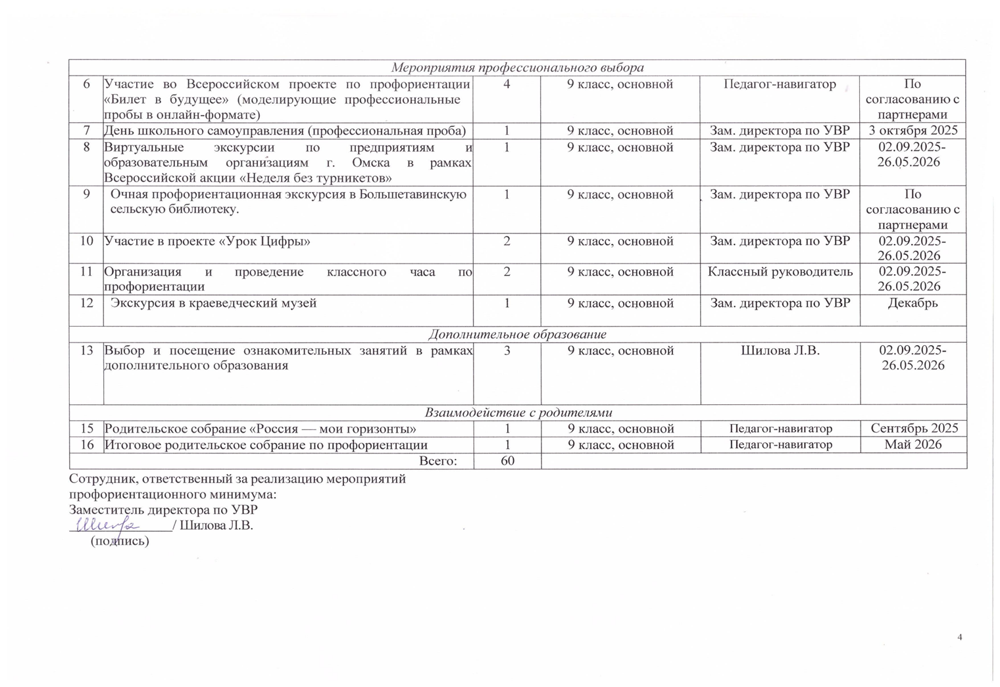 Мероприятия профессионального выбора
6 Участие во Всероссийском проекте по профориентации 4 9 класс, основной Педагог-навигатор По
«Билет в будущее» (моделирующие профессиональные согласованию с
пробы в онлайн-формате) партнерами
7 День школьного самоуправления (профессиональная проба) 1 9 класс, основной Зам. директора по УВР 3 октября 2025
8 Виртуальные экскурсии по предприятиям и 1 9 класс, основной Зам. директора по УВР 02.09.2025-
образовательным организациям г. Омска в рамках 26.05.2026
Всероссийской акции «Неделя без турникетов»
9 Очная профориентационная экскурсия в Большетавинскую 1 9 класс, основной Зам. директора по УВР По
сельскую библиотеку. согласованию с
партнерами
10 Участие в проекте «Урок Цифры» 2 9 класс, основной Зам. директора по УВР 02.09.2025-
26.05.2026
11 Организация и проведение классного часа по 2 9 класс, основной Классный руководитель 02.09.2025-
профориентации 26.05.2026
12 Экскурсия в краеведческий музей 1 9 класс, основной Зам. директора по УВР Декабрь
Дополнительное образование
13 Выбор и посещение ознакомительных занятий в рамках 3 9 класс, основной Шилова Л.В. 02.09.2025-
дополнительного образования 26.05.2026
Взаимодействие с родителями
15 Родительское собрание «Россия — мои горизонты» 1 9 класс, основной Педагог-навигатор Сентябрь 2025
16 Итоговое родительское собрание по профориентации 1 9 класс, основной Педагог-навигатор Май 2026
Всего: 60
Сотрудник, ответственный за реализацию мероприятий
профориентационного минимума:
Заместитель директора по УВР
Шилова / Шилова Л.В.
(подпись)
4